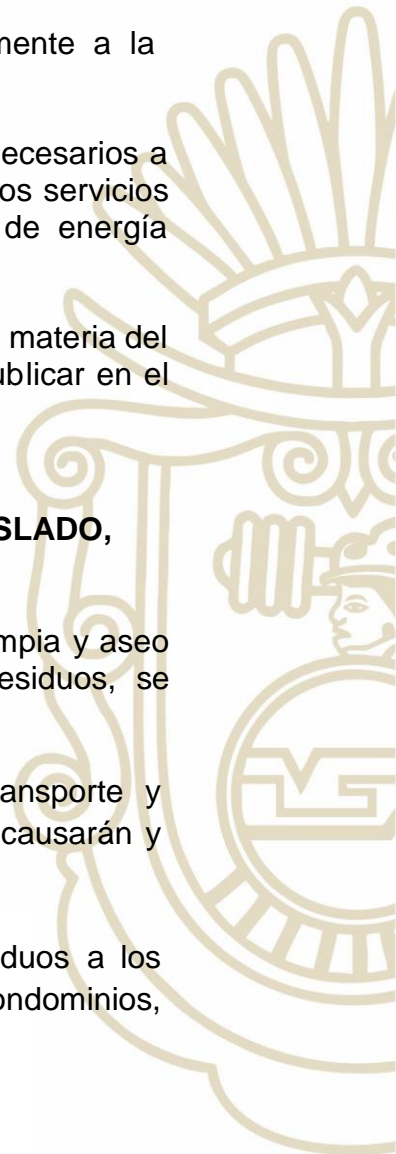 mente a la
ecesarios a
os servicios
de energía
materia del
ublicar en el
SLADO,
mpia y aseo
esiduos, se
ansporte y
causarán y
duos a los
ondominios,